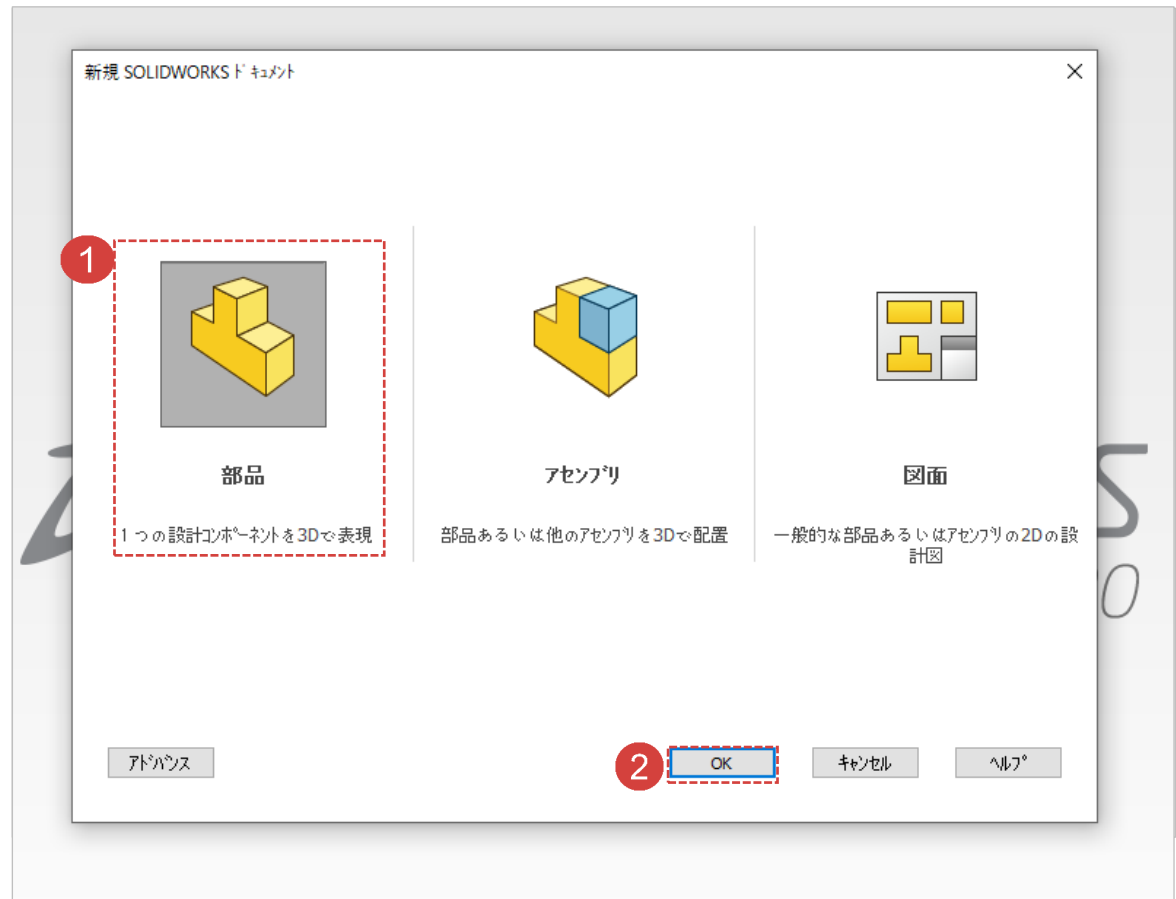 新規 SOLIDWORKS ﾄﾞｷｭﾒﾝﾄ
1
部品
1つの設計ｺﾝﾎﾟｰﾈﾝﾄを3Dで表現
ｱｾﾝﾌﾞﾘ
部品あるいは他のｱｾﾝﾌﾞﾘを3Dで配置
図面
一般的な部品あるいはｱｾﾝﾌﾞﾘの2Dの設
計図
S
0
ｱﾄﾞﾊﾞﾝｽ
2
OK
ｷｬﾝｾﾙ
ﾍﾙﾌﾟ